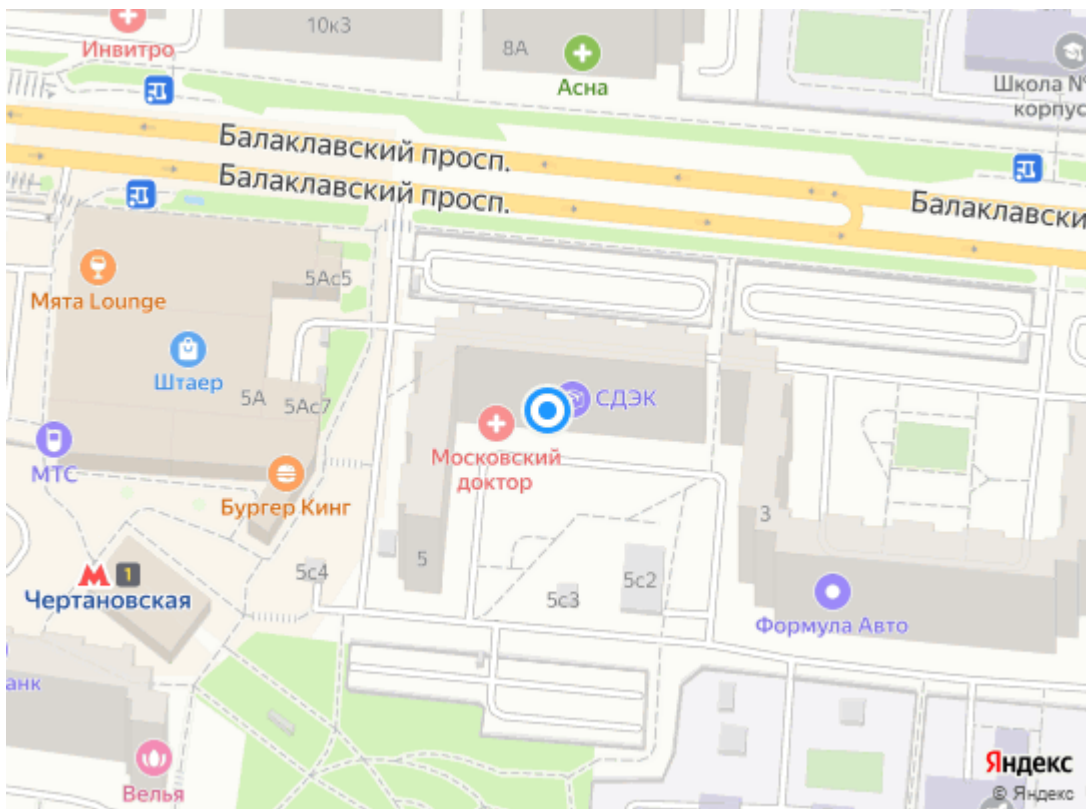 10к3
Инвитро
8А
Асна
Школа №
корпус
Балаклавский просп.
Балаклавский просп.
Балаклавски
5Ас5
Мята Lounge
Штаер
5А
5Ас7
СДЭК
МТС
Московский
доктор
Бургер Кинг
3
5
5с4
5с2
5с3
1
Чертановская
Формула Авто
анк
Велья
Яндекс
© Яндекс